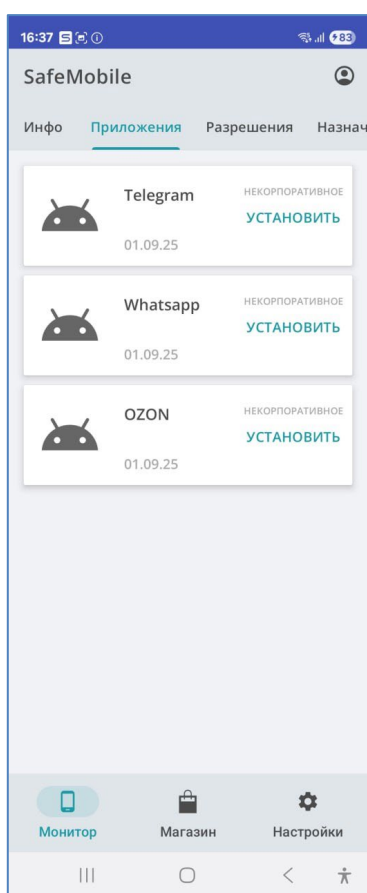 16:37
83
SafeMobile
Инфо Приложения Разрешения Назнач
Telegram
НЕКОРПОРАТИВНОЕ
УСТАНОВИТЬ
01.09.25
Whatsapp
НЕКОРПОРАТИВНОЕ
УСТАНОВИТЬ
01.09.25
OZON
НЕКОРПОРАТИВНОЕ
УСТАНОВИТЬ
01.09.25
Монитор Магазин Настройки